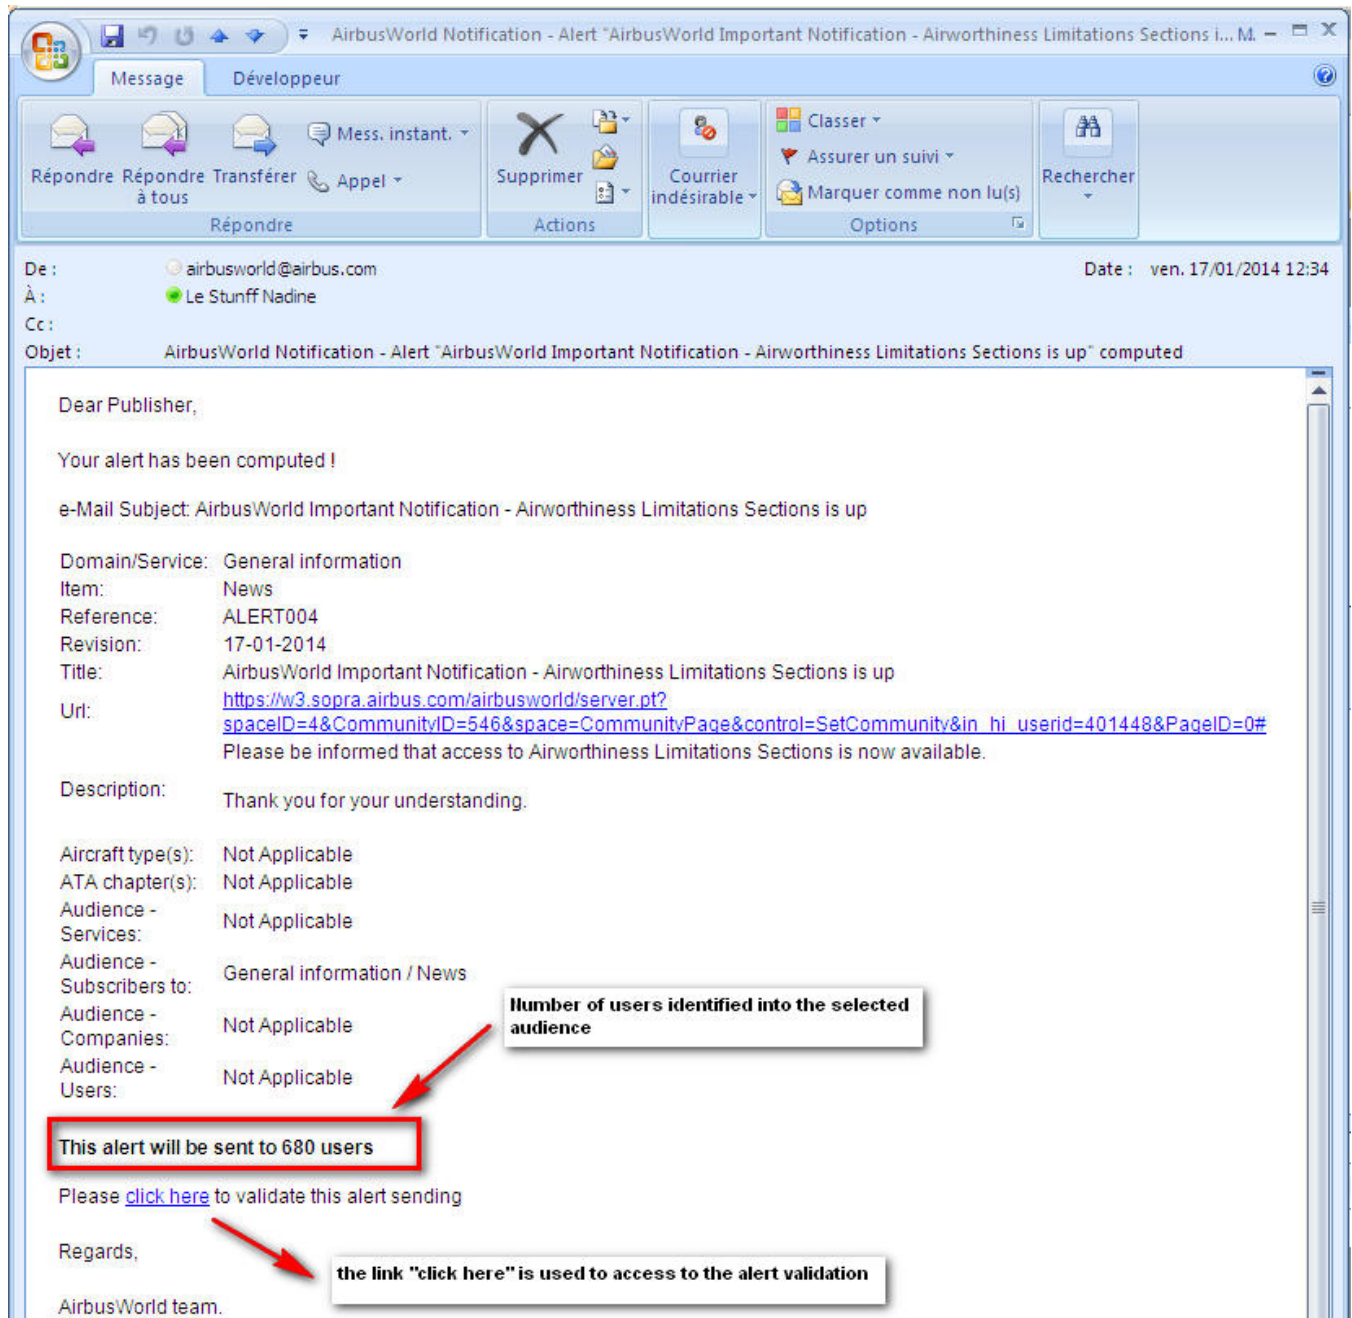 AirbusWorld Notification - Alert "AirbusWorld Important Notification - Airworthiness Limitations Sections i... M.
Message Développeur
Répondre
Répondre à tous
Transférer
Mess. instant.
Appel
Répondre
Supprimer
Actions
Courrier indésirable
Classer
Assurer un suivi
Marquer comme non lu(s)
Options
Rechercher
De : airbusworld@airbus.com Date : ven. 17/01/2014 12:34
À : Le Stunff Nadine
Cc :
Objet : AirbusWorld Notification - Alert "AirbusWorld Important Notification - Airworthiness Limitations Sections is up" computed
Dear Publisher,
Your alert has been computed !
e-Mail Subject: AirbusWorld Important Notification - Airworthiness Limitations Sections is up
Domain/Service: General information
Item: News
Reference: ALERT004
Revision: 17-01-2014
Title: AirbusWorld Important Notification - Airworthiness Limitations Sections is up
Url: https://w3.sopra.airbus.com/airbusworld/server.pt?
spaceID=4&CommunityID=546&space=CommunityPage&control=SetCommunity&in_hi_userid=401448&PageID=0#
Please be informed that access to Airworthiness Limitations Sections is now available.
Description:
Thank you for your understanding.
Aircraft type(s): Not Applicable
ATA chapter(s): Not Applicable
Audience -
Services: Not Applicable
Audience -
Subscribers to: General information / News
Audience -
Companies: Not Applicable
Audience -
Users: Not Applicable
Number of users identified into the selected
audience
This alert will be sent to 680 users
Please click here to validate this alert sending
Regards,
the link "click here" is used to access to the alert validation
AirbusWorld team.